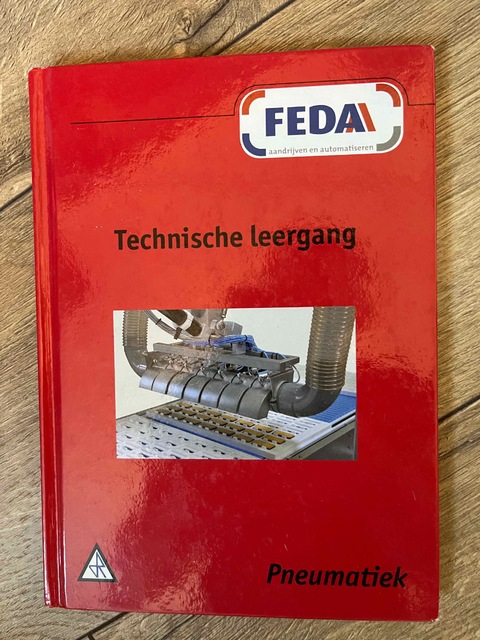 FEDA
aandrijven en automatiseren
Technische leergang
Pneumatiek